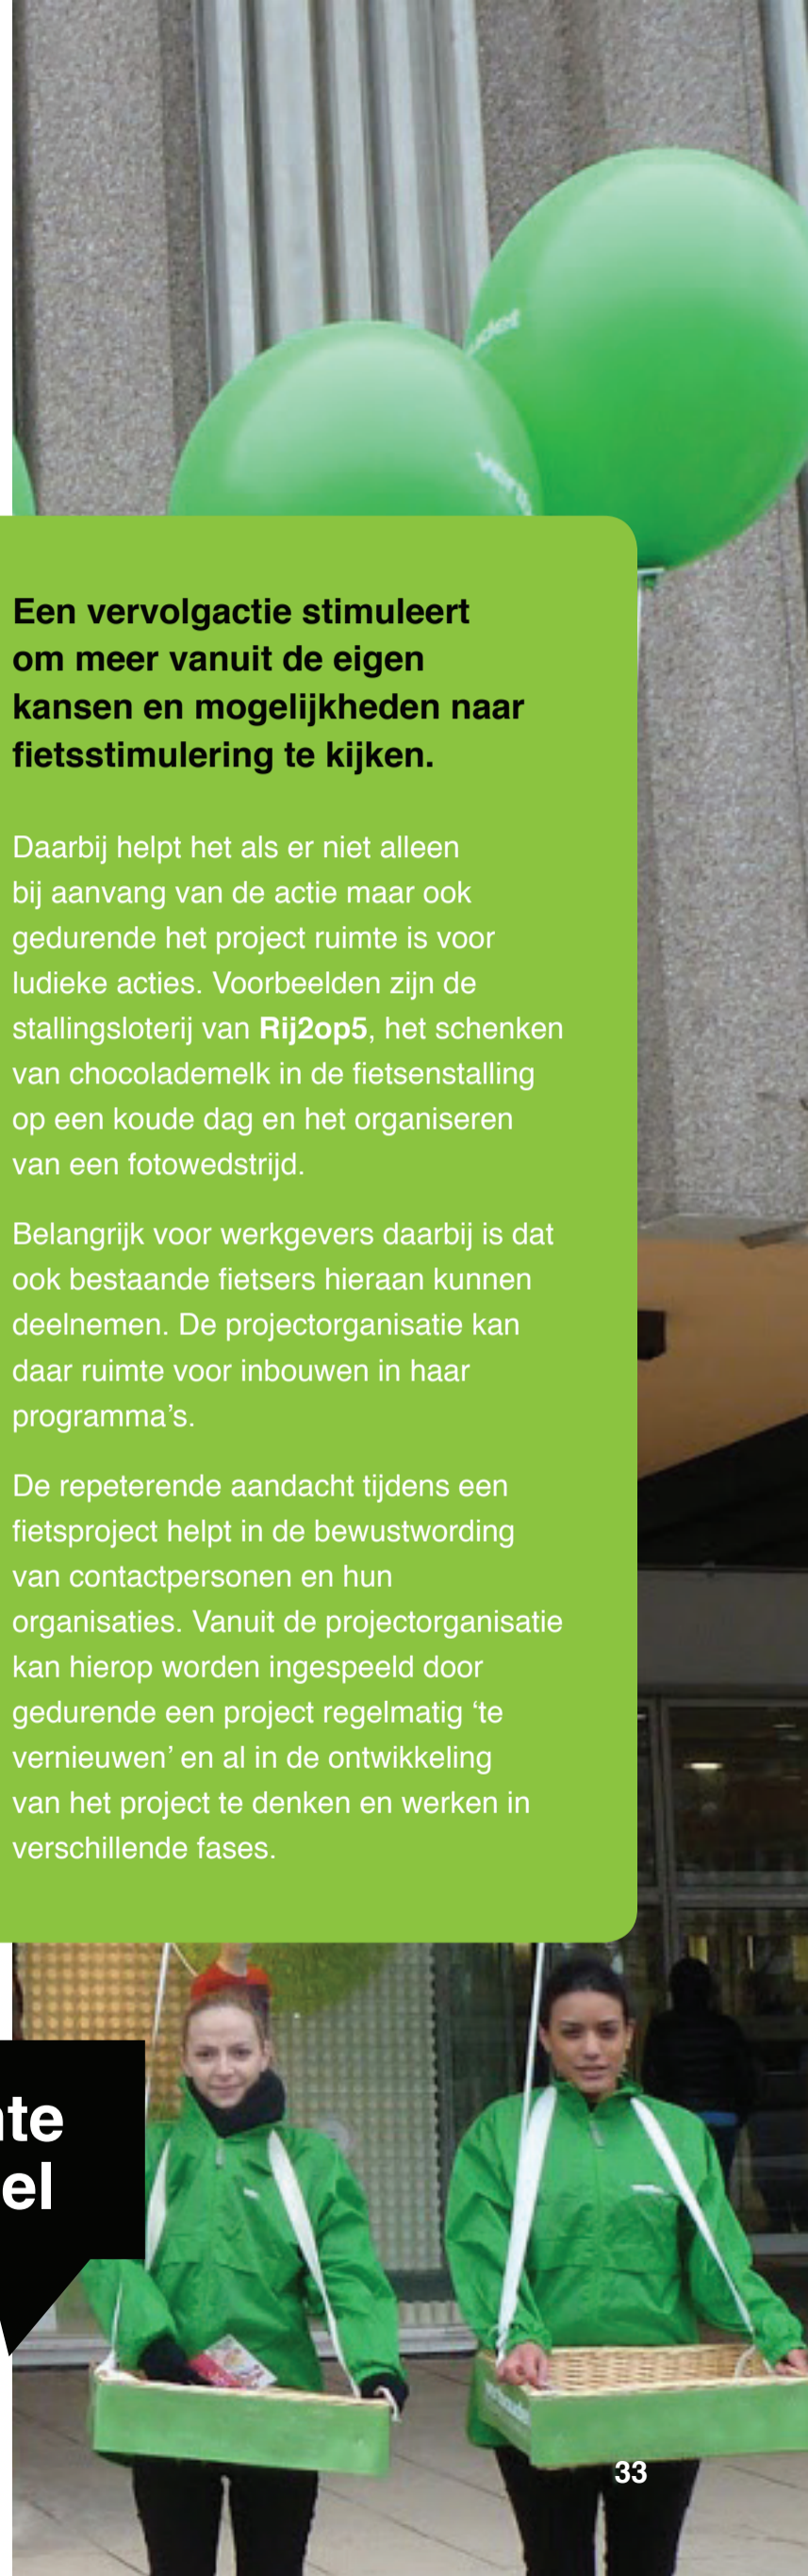 Een vervolgactie stimuleert
om meer vanuit de eigen
kansen en mogelijkheden naar
fietsstimulering te kijken.
Daarbij helpt het als er niet alleen
bij aanvang van de actie maar ook
gedurende het project ruimte is voor
ludieke acties. Voorbeelden zijn de
stallingsloterij van Rij2op5, het schenken
van chocolademelk in de fietsenstalling
op een koude dag en het organiseren
van een fotowedstrijd.
Belangrijk voor werkgevers daarbij is dat
ook bestaande fietsers hieraan kunnen
deelnemen. De projectorganisatie kan
daar ruimte voor inbouwen in haar
programma’s.
De repeterende aandacht tijdens een
fietsproject helpt in de bewustwording
van contactpersonen en hun
organisaties. Vanuit de projectorganisatie
kan hierop worden ingespeeld door
gedurende een project regelmatig ‘te
vernieuwen’ en al in de ontwikkeling
van het project te denken en werken in
verschillende fases.
te
el
33